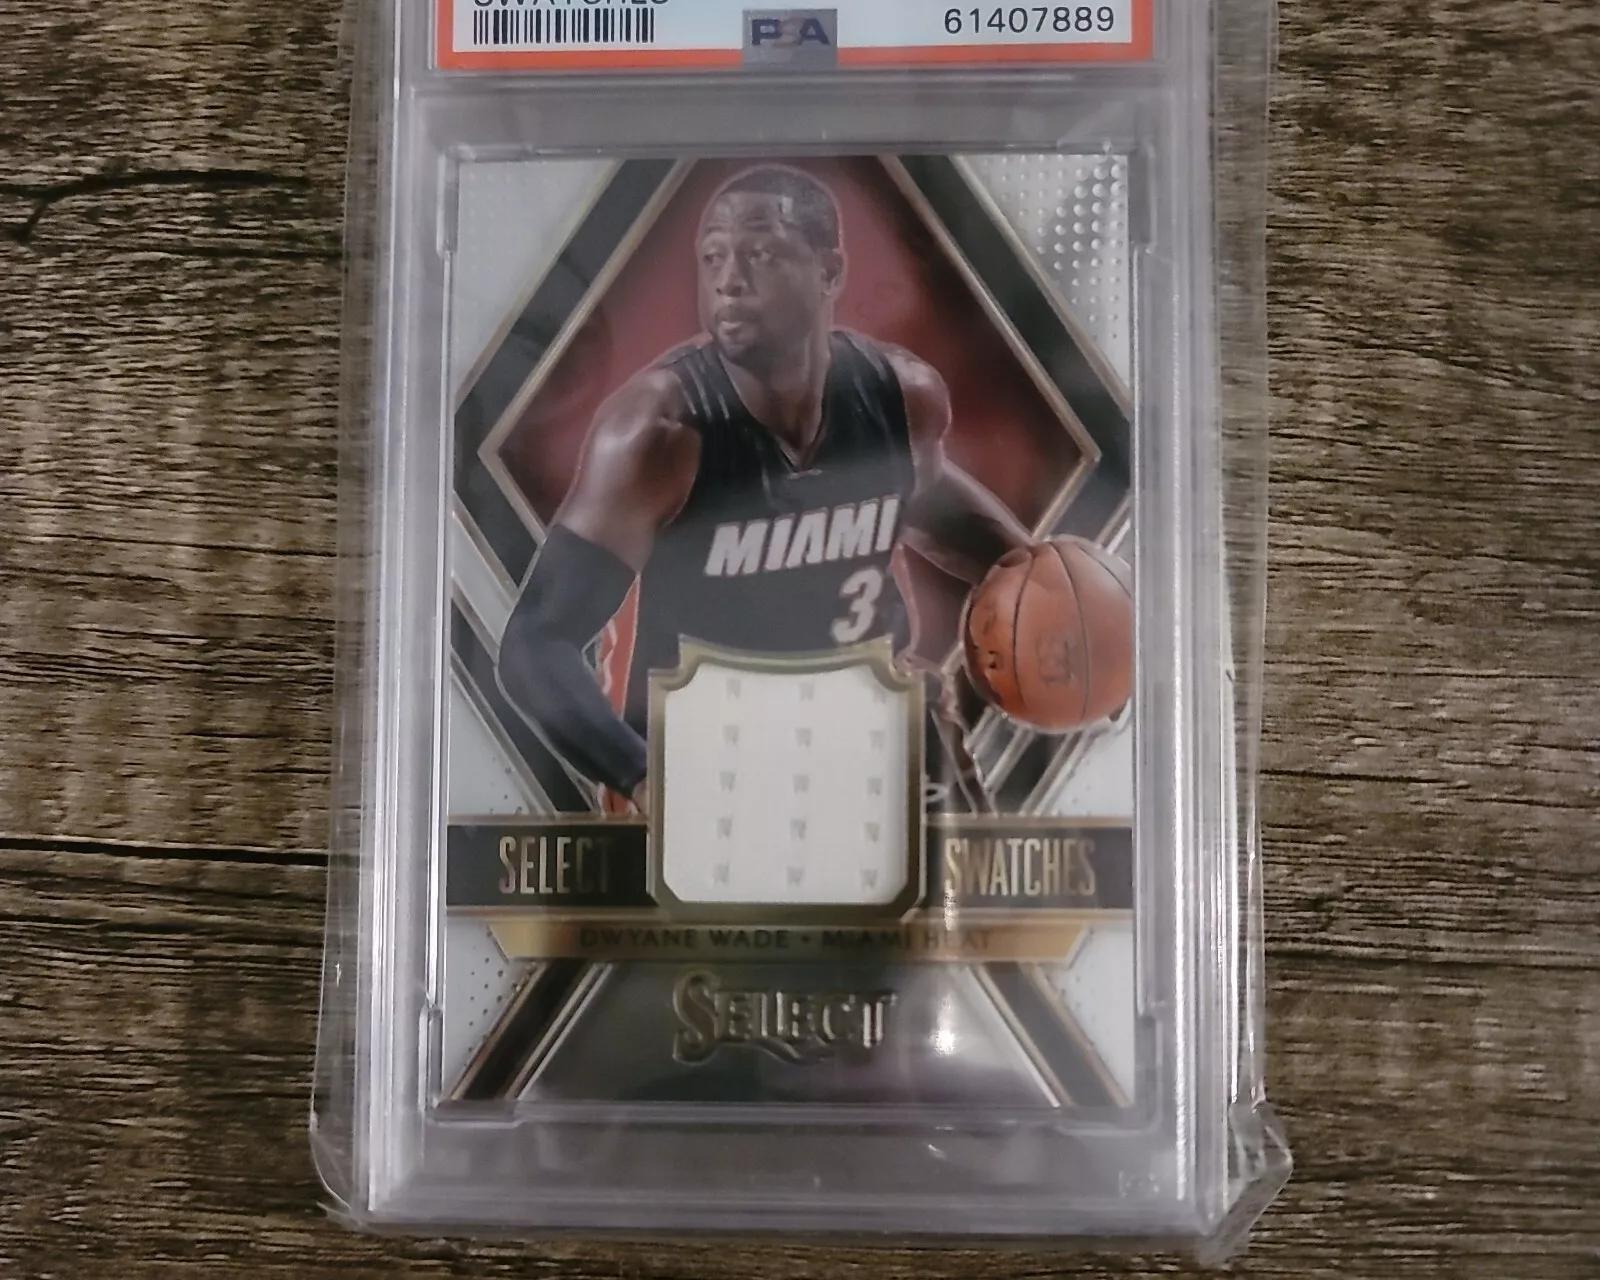 SWATCHES
PSA
61407889
MIAMI
3
SELECT
SWATCHES
DWYANE WADE • MIAMI HEAT
SELECT